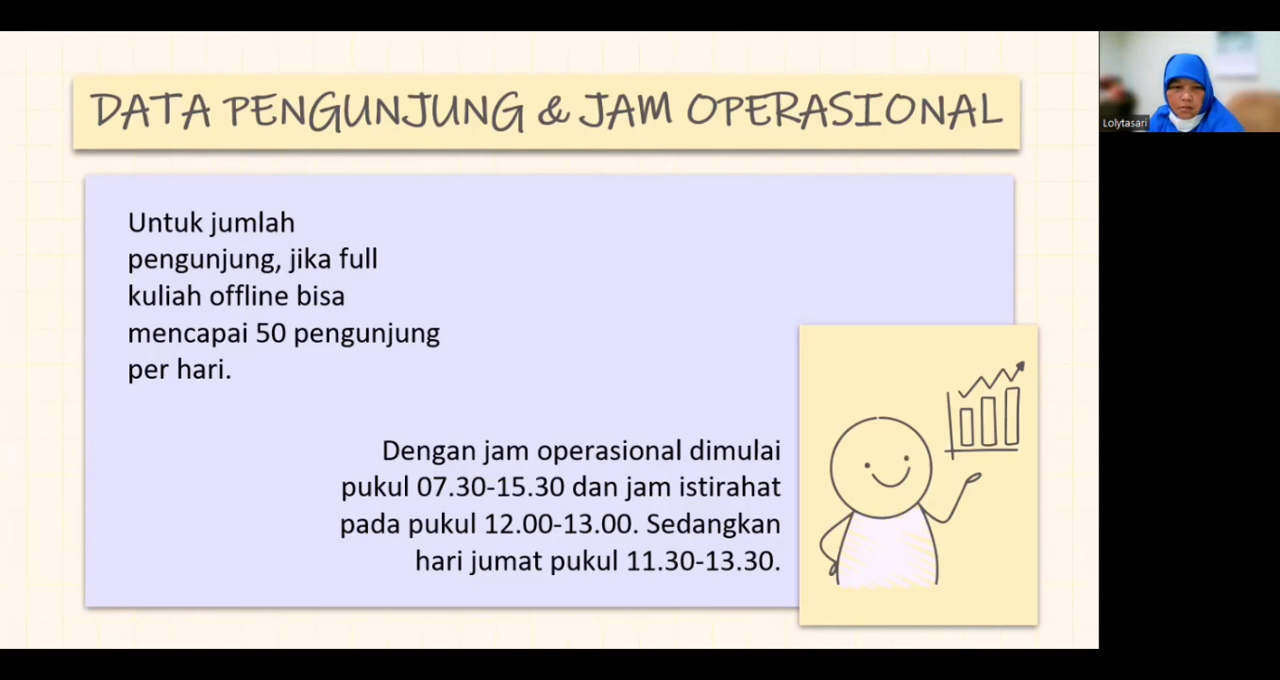 DATA PENGUNJUNG & JAM OPERASIONAL
Lolytasari
Untuk jumlah
pengunjung, jika full
kuliah offline bisa
mencapai 50 pengunjung
per hari.
Dengan jam operasional dimulai
pukul 07.30-15.30 dan jam istirahat
pada pukul 12.00-13.00. Sedangkan
hari jumat pukul 11.30-13.30.